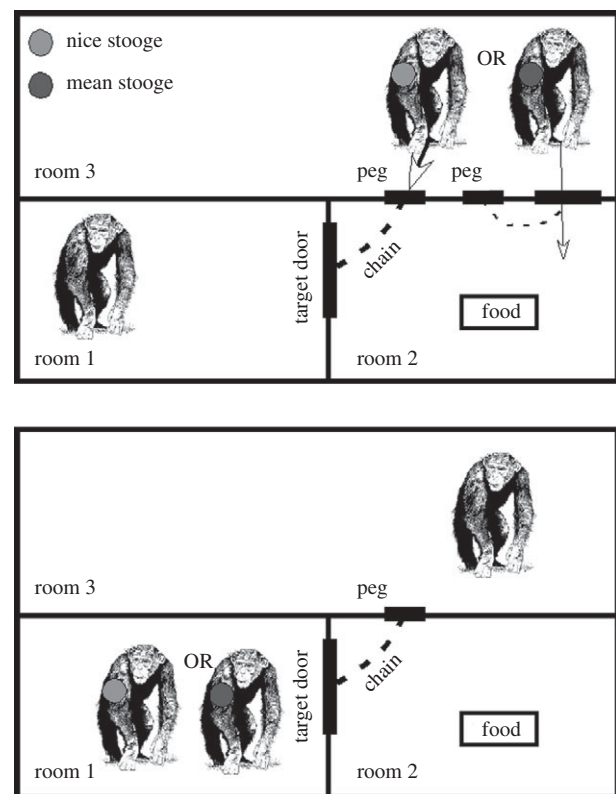 nice stooge
OR
mean stooge
room 3
peg
peg
target door
chain
food
room 1
room 2
room 3
peg
OR
target door
chain
food
room 1
room 2